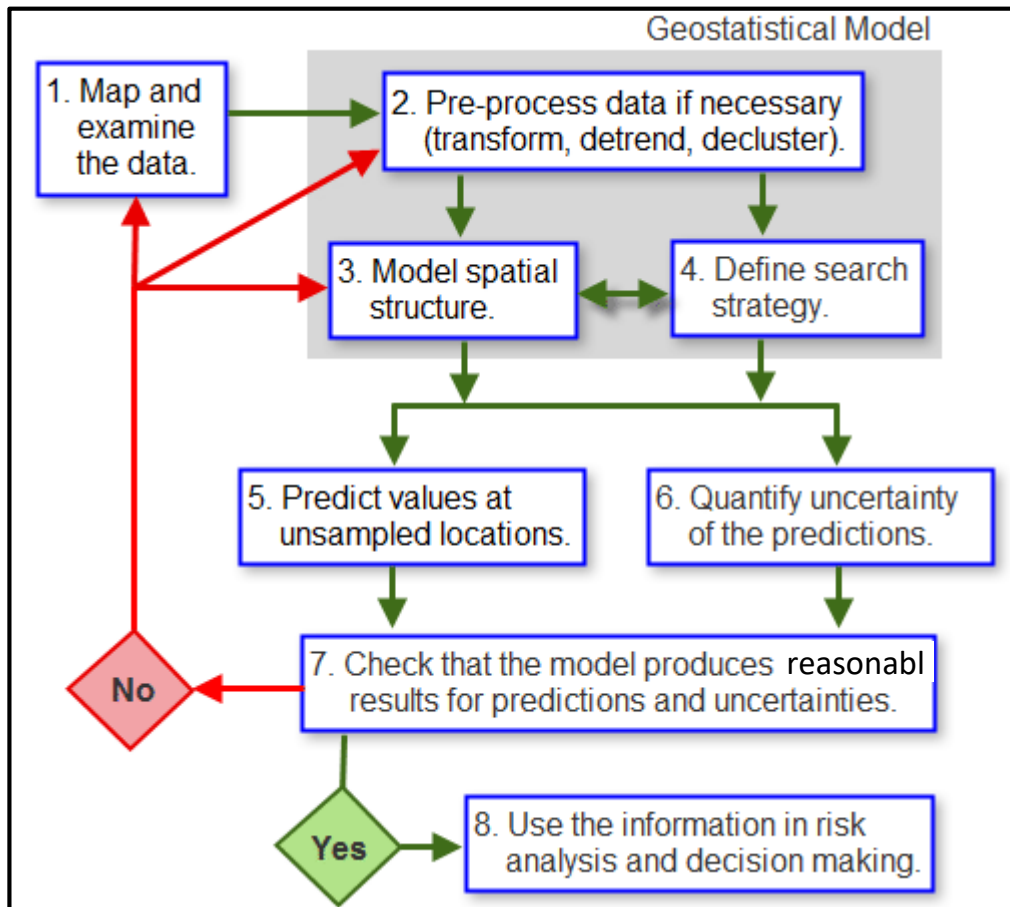 Geostatistical Model
1. Map and
examine
the data.
2. Pre-process data if necessary
(transform, detrend, decluster).
3. Model spatial
structure.
4. Define search
strategy.
5. Predict values at
unsampled locations.
6. Quantify uncertainty
of the predictions.
7. Check that the model produces reasonabl
results for predictions and uncertainties.
No
Yes
8. Use the information in risk
analysis and decision making.